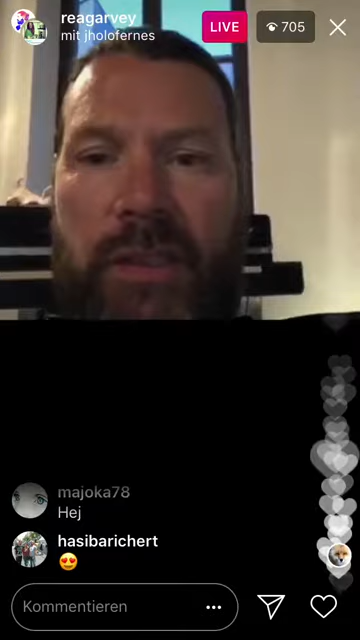 reagarvey
mit jholofernes
LIVE
705
majoka78
Hej
hasibarichert
😍
Kommentieren